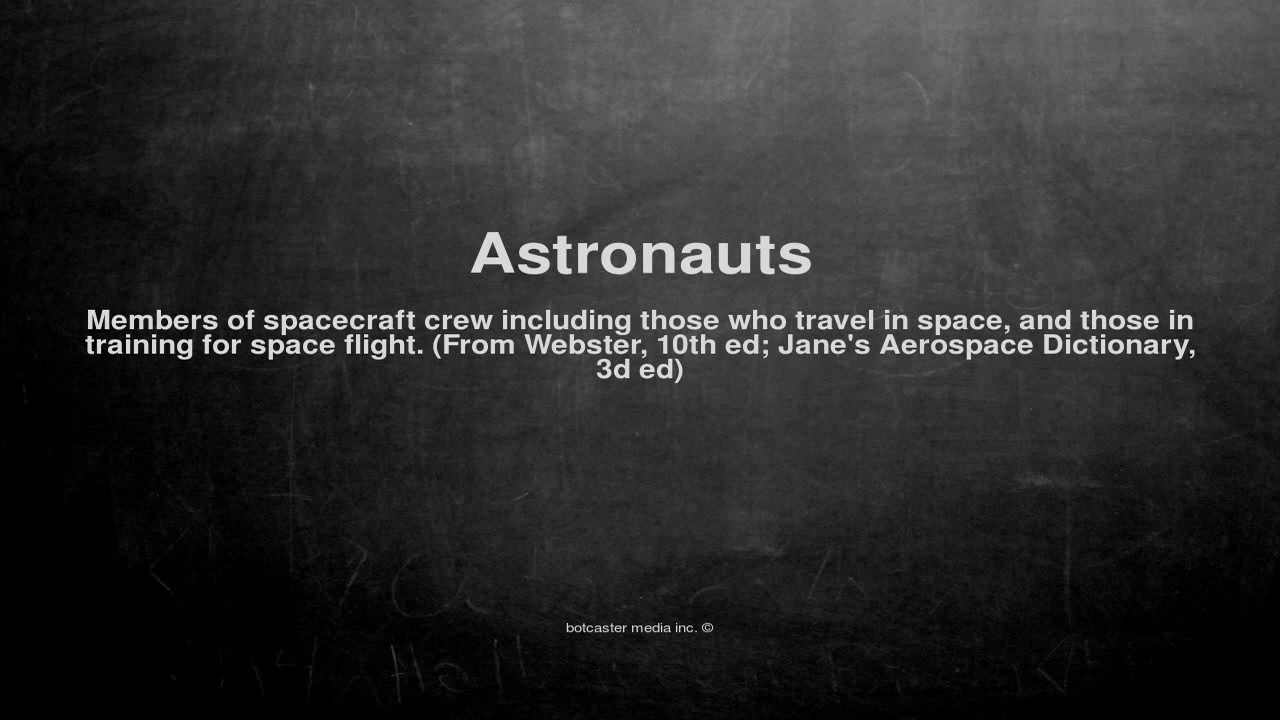 Astronauts
Members of spacecraft crew including those who travel in space, and those in
training for space flight. (From Webster, 10th ed; Jane's Aerospace Dictionary,
3d ed)
botcaster media inc. ©